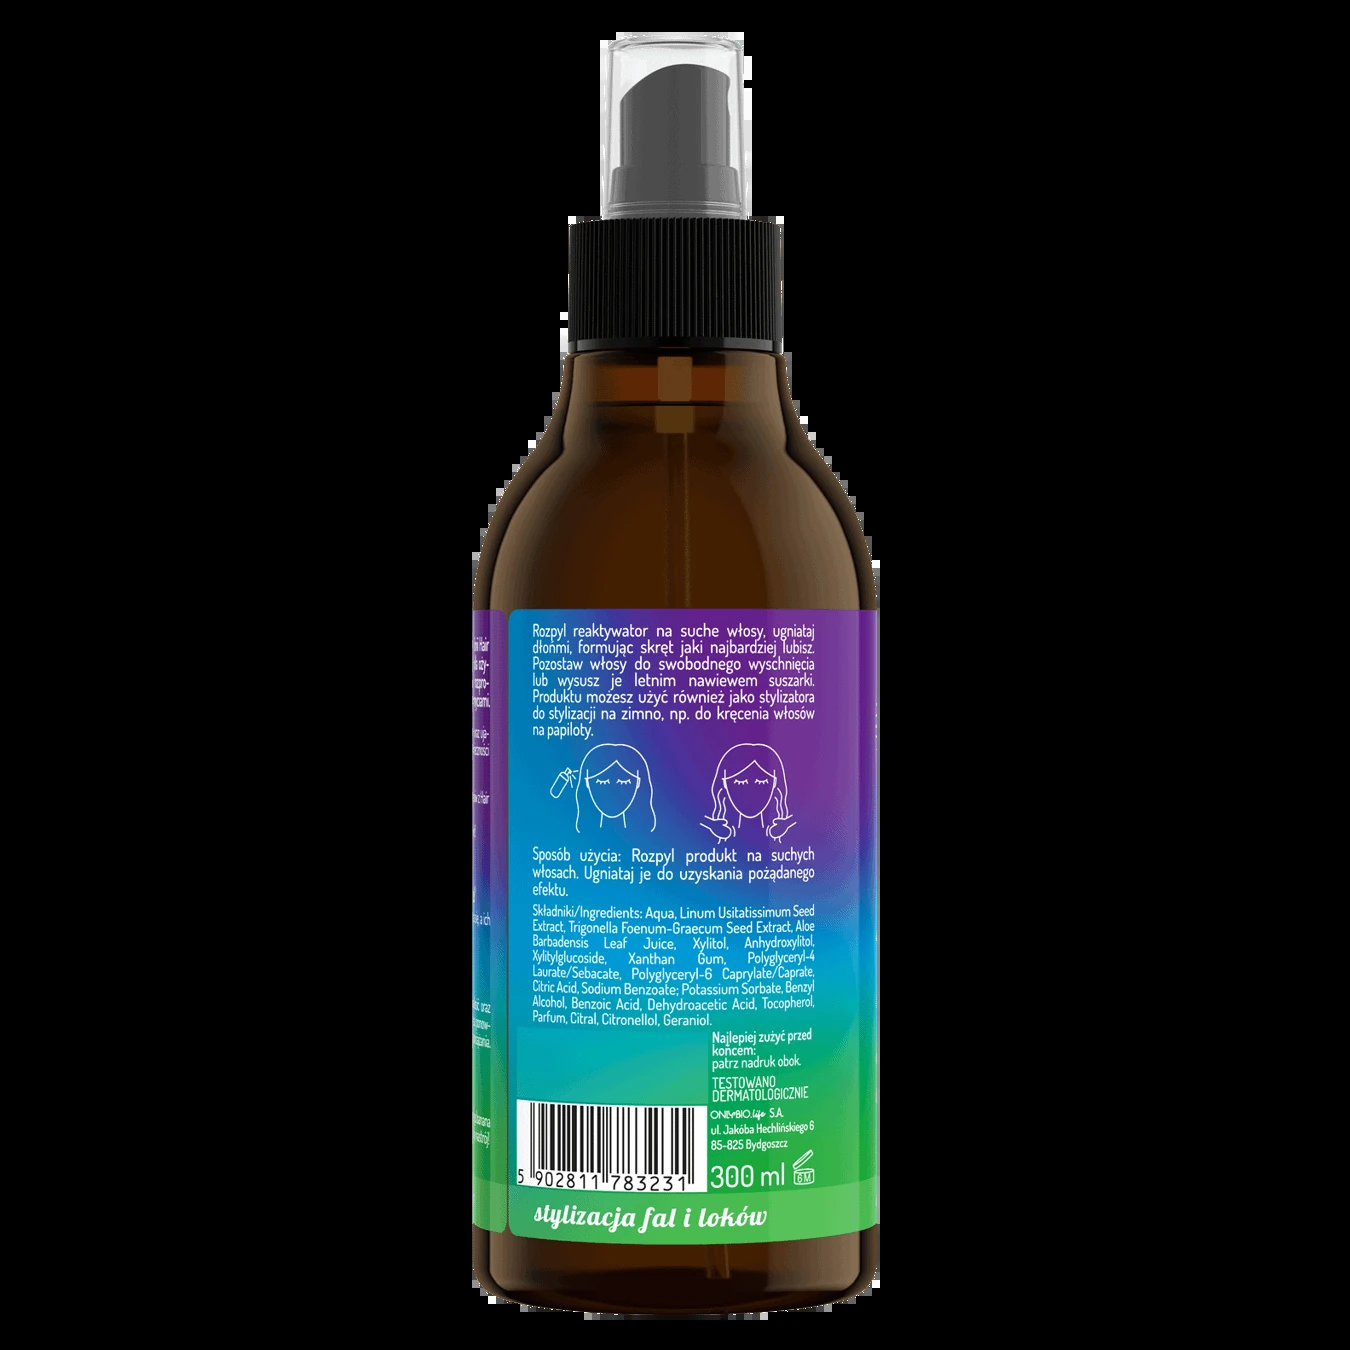 Hair
Rozpyl reaktywator na suche włosy, ugniataj
dłońmi, formując skręt jaki najbardziej lubisz.
Pozostaw włosy do swobodnego wyschnięcia
lub wysusz je letnim nawiewem suszarki.
Produktu możesz użyć również jako stylizatora
do stylizacji na zimno, np. do kręcenia włosów
na papiloty.
Sposób użycia: Rozpyl produkt na suchych
włosach. Ugniataj je do uzyskania pożądanego
efektu.
Składniki/Ingredients: Aqua, Linum Usitatissimum Seed
Extract, Trigonella Foenum-Graecum Seed Extract, Aloe
Barbadensis Leaf Juice, Xylitol, Anhydroxylitol,
Xylitylglucoside, Xanthan Gum, Polyglyceryl-4
Laurate/Sebacate, Polyglyceryl-6 Caprylate/Caprate,
Citric Acid, Sodium Benzoate; Potassium Sorbate, Benzyl
Alcohol, Benzoic Acid, Dehydroacetic Acid, Tocopherol,
Parfum, Citral, Citronellol, Geraniol.
Najlepiej zużyć przed
końcem:
patrz nadruk obok.
TESTOWANO
DERMATOLOGICZNIE
ONLYBIO.life S.A.
ul. Jakóba Hechlińskiego 6
85-825 Bydgoszcz
300 ml 6M
5 902811 783231
stylizacja fal i loków